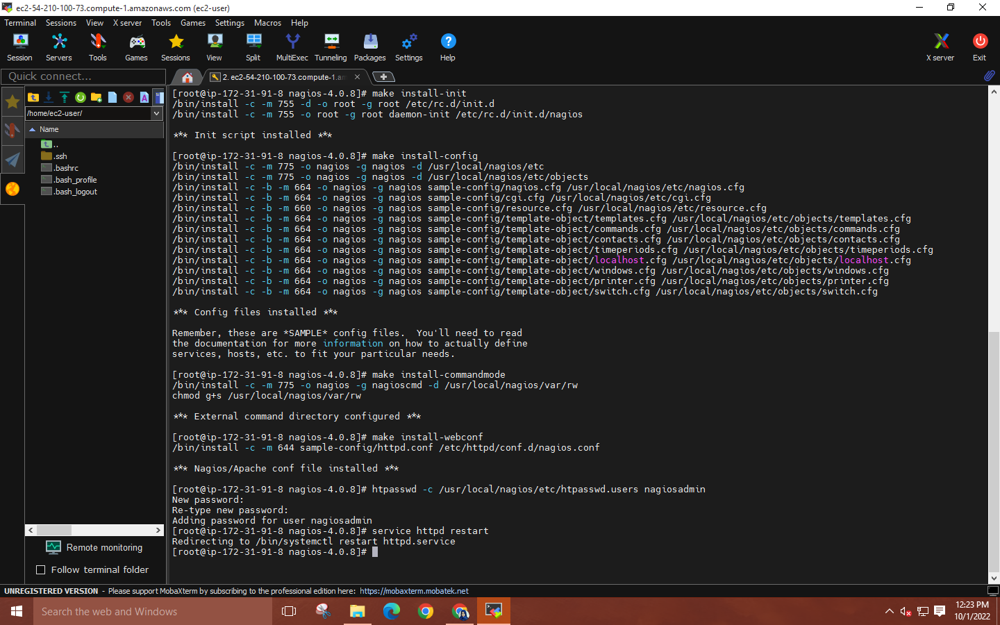 ec2-54-210-100-73.compute-1.amazonaws.com (ec2-user)
Terminal Sessions View X server Tools Games Settings Macros Help
Session Servers Tools Games Sessions View Split MultiExec Tunneling Packages Settings Help X server Exit
Quick connect...
2. ec2-54-210-100-73.compute-1.am
/home/ec2-user/
Name
..
.ssh
.bashrc
.bash_profile
.bash_logout
Remote monitoring
Follow terminal folder
[root@ip-172-31-91-8 nagios-4.0.8]# make install-init
/bin/install -c -m 755 -d -o root -g root /etc/rc.d/init.d
/bin/install -c -m 755 -o root -g root daemon-init /etc/rc.d/init.d/nagios
*** Init script installed ***
[root@ip-172-31-91-8 nagios-4.0.8]# make install-config
/bin/install -c -m 775 -o nagios -g nagios -d /usr/local/nagios/etc
/bin/install -c -m 775 -o nagios -g nagios -d /usr/local/nagios/etc/objects
/bin/install -c -b -m 664 -o nagios -g nagios sample-config/nagios.cfg /usr/local/nagios/etc/nagios.cfg
/bin/install -c -b -m 664 -o nagios -g nagios sample-config/cgi.cfg /usr/local/nagios/etc/cgi.cfg
/bin/install -c -b -m 660 -o nagios -g nagios sample-config/resource.cfg /usr/local/nagios/etc/resource.cfg
/bin/install -c -b -m 664 -o nagios -g nagios sample-config/template-object/templates.cfg /usr/local/nagios/etc/objects/templates.cfg
/bin/install -c -b -m 664 -o nagios -g nagios sample-config/template-object/commands.cfg /usr/local/nagios/etc/objects/commands.cfg
/bin/install -c -b -m 664 -o nagios -g nagios sample-config/template-object/contacts.cfg /usr/local/nagios/etc/objects/contacts.cfg
/bin/install -c -b -m 664 -o nagios -g nagios sample-config/template-object/timeperiods.cfg /usr/local/nagios/etc/objects/timeperiods.cfg
/bin/install -c -b -m 664 -o nagios -g nagios sample-config/template-object/localhost.cfg /usr/local/nagios/etc/objects/localhost.cfg
/bin/install -c -b -m 664 -o nagios -g nagios sample-config/template-object/windows.cfg /usr/local/nagios/etc/objects/windows.cfg
/bin/install -c -b -m 664 -o nagios -g nagios sample-config/template-object/printer.cfg /usr/local/nagios/etc/objects/printer.cfg
/bin/install -c -b -m 664 -o nagios -g nagios sample-config/template-object/switch.cfg /usr/local/nagios/etc/objects/switch.cfg
*** Config files installed ***
Remember, these are *SAMPLE* config files.  You'll need to read
the documentation for more information on how to actually define
services, hosts, etc. to fit your particular needs.
[root@ip-172-31-91-8 nagios-4.0.8]# make install-commandmode
/bin/install -c -m 775 -o nagios -g nagioscmd -d /usr/local/nagios/var/rw
chmod g+s /usr/local/nagios/var/rw
*** External command directory configured ***
[root@ip-172-31-91-8 nagios-4.0.8]# make install-webconf
/bin/install -c -m 644 sample-config/httpd.conf /etc/httpd/conf.d/nagios.conf
*** Nagios/Apache conf file installed ***
[root@ip-172-31-91-8 nagios-4.0.8]# htpasswd -c /usr/local/nagios/etc/htpasswd.users nagiosadmin
New password:
Re-type new password:
Adding password for user nagiosadmin
[root@ip-172-31-91-8 nagios-4.0.8]# service httpd restart
Redirecting to /bin/systemctl restart httpd.service
[root@ip-172-31-91-8 nagios-4.0.8]#
UNREGISTERED VERSION - Please support MobaXterm by subscribing to the professional edition here: https://mobaxterm.mobatek.net
Search the web and Windows
12:23 PM
10/1/2022